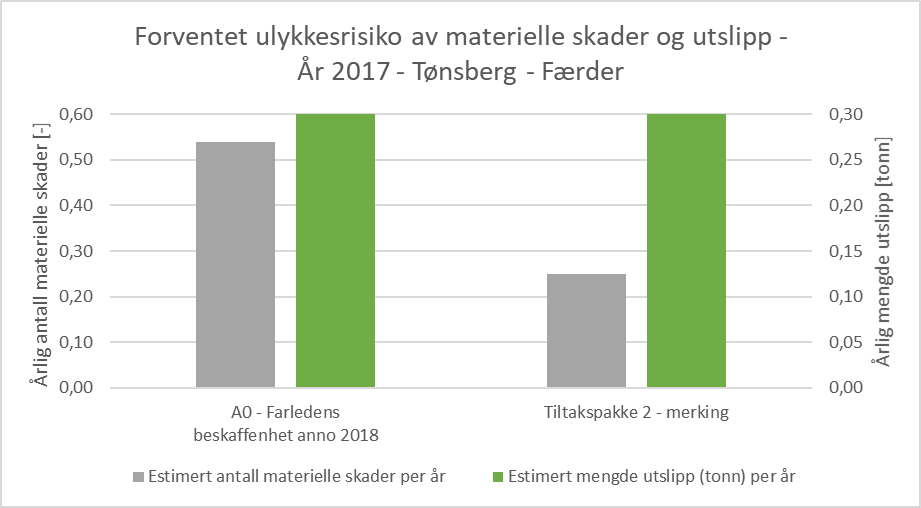 Forventet ulykkesrisiko av materielle skader og utslipp -
År 2017 - Tønsberg - Færder
Årlig antall materielle skader [-]
0,60
0,50
0,40
0,30
0,20
0,10
0,00
0,30
0,25
0,20
0,15
0,10
0,05
0,00
Årlig mengde utslipp [tonn]
A0 - Farledens
beskaffenhet anno 2018
Tiltakspakke 2 - merking
Estimert antall materielle skader per år
Estimert mengde utslipp (tonn) per år